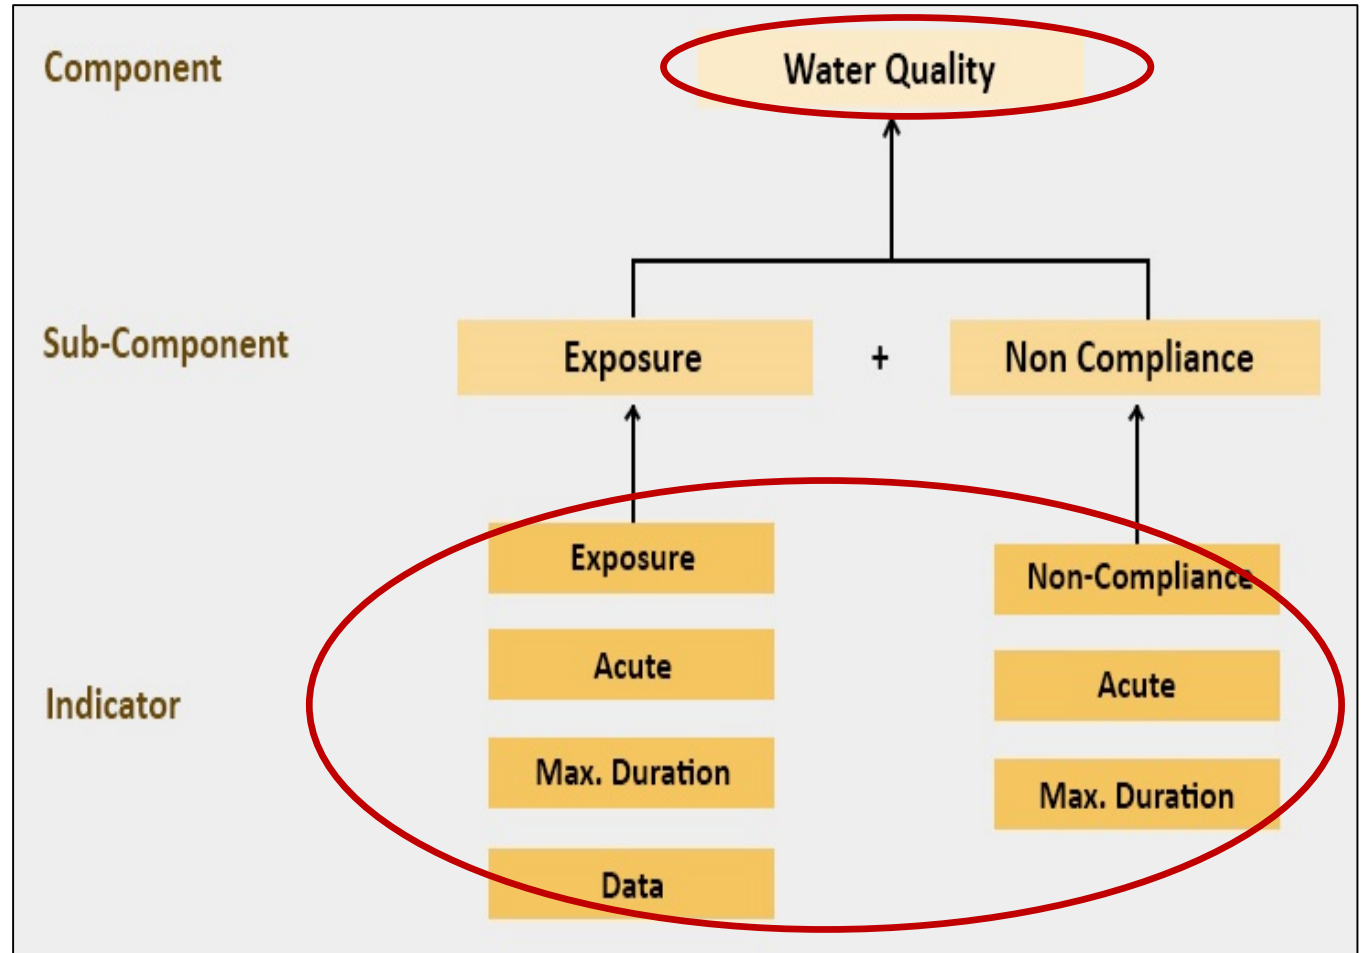 Component
Water Quality
Sub-Component
Exposure
+
Non Compliance
Indicator
Exposure
Acute
Max. Duration
Data
Non-Compliance
Acute
Max. Duration